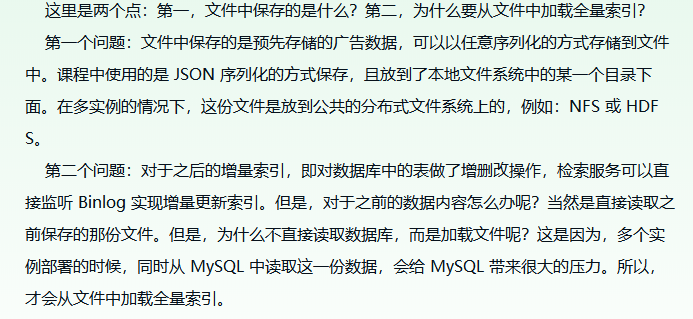 这里是两个点：第一，文件中保存的是什么？第二，为什么要从文件中加载全量索引？
第一个问题：文件中保存的是预先存储的广告数据，可以以任意序列化的方式存储到文件
中。课程中使用的是 JSON 序列化的方式保存，且放到了本地文件系统中的某一个目录下
面。在多实例的情况下，这份文件是放到公共的分布式文件系统上的，例如：NFS 或 HDF
S。
第二个问题：对于之后的增量索引，即对数据库中的表做了增删改操作，检索服务可以直
接监听 Binlog 实现增量更新索引。但是，对于之前的数据内容怎么办呢？当然是直接读取之
前保存的那份文件。但是，为什么不直接读取数据库，而是加载文件呢？这是因为，多个实
例部署的时候，同时从 MySQL 中读取这一份数据，会给 MySQL 带来很大的压力。所以，
才会从文件中加载全量索引。